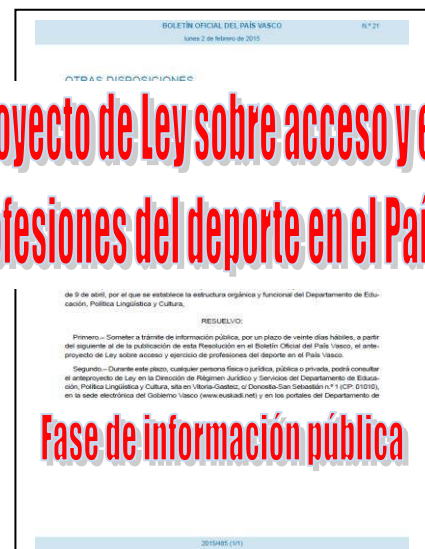 BOLETÍN OFICIAL DEL PAÍS VASCO N.º 21
lunes 2 de febrero de 2015
OTRAS DISPOSICIONES
oyecto de Ley sobre acceso y e
fesiones del deporte en el Paí
de 9 de abril, por el que se establece la estructura orgánica y funcional del Departamento de Edu-
cación, Política Lingüística y Cultura,
RESUELVO:
Primero.– Someter a trámite de información pública, por un plazo de veinte días hábiles, a partir
del siguiente al de la publicación de esta Resolución en el Boletín Oficial del País Vasco, el ante-
proyecto de Ley sobre acceso y ejercicio de profesiones del deporte en el País Vasco.
Segundo.– Durante este plazo, cualquier persona física o jurídica, pública o privada, podrá consultar
el anteproyecto de Ley en la Dirección de Régimen Jurídico y Servicios del Departamento de Educa-
ción, Política Lingüística y Cultura, sita en Vitoria-Gasteiz, c/ Donostia-San Sebastián n.º 1 (CP: 01010),
en la sede electrónica del Gobierno Vasco (www.euskadi.net) y en los portales del Departamento de
Fase de información pública
2015/485 (1/1)